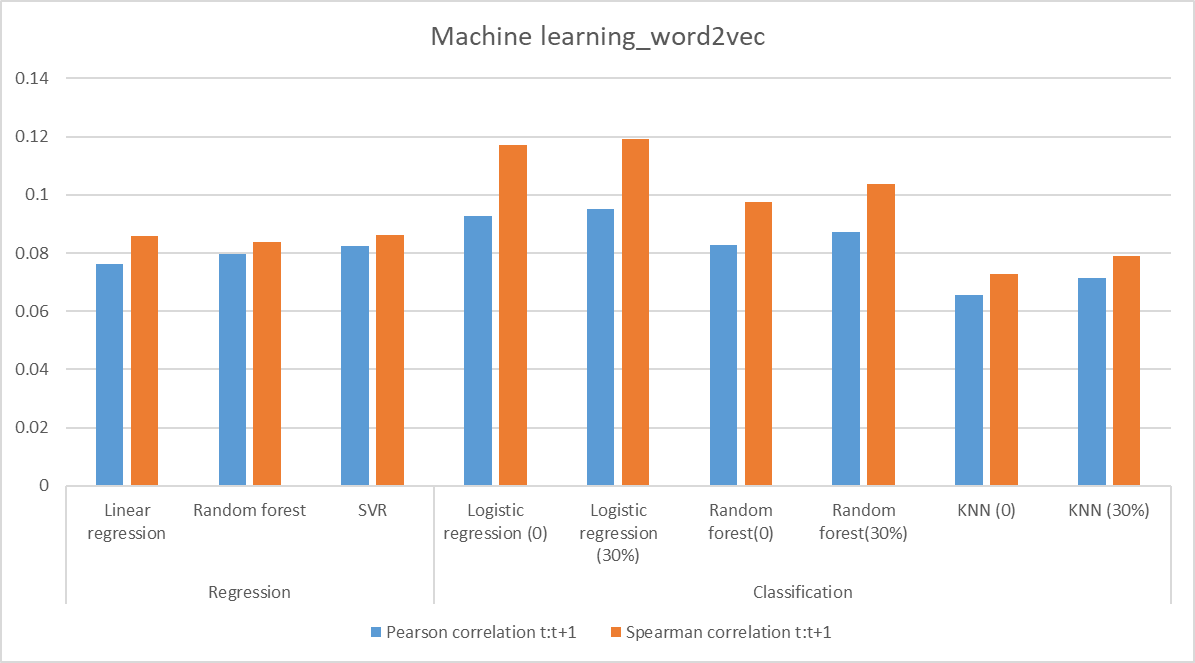 Machine learning_word2vec
0.14
0.12
0.1
0.08
0.06
0.04
0.02
0
Linear
regression
Random forest
SVR
Logistic
regression (0)
Logistic
regression
(30%)
Random
forest(0)
Random
forest(30%)
KNN (0)
KNN (30%)
Regression
Classification
Pearson correlation t:t+1
Spearman correlation t:t+1